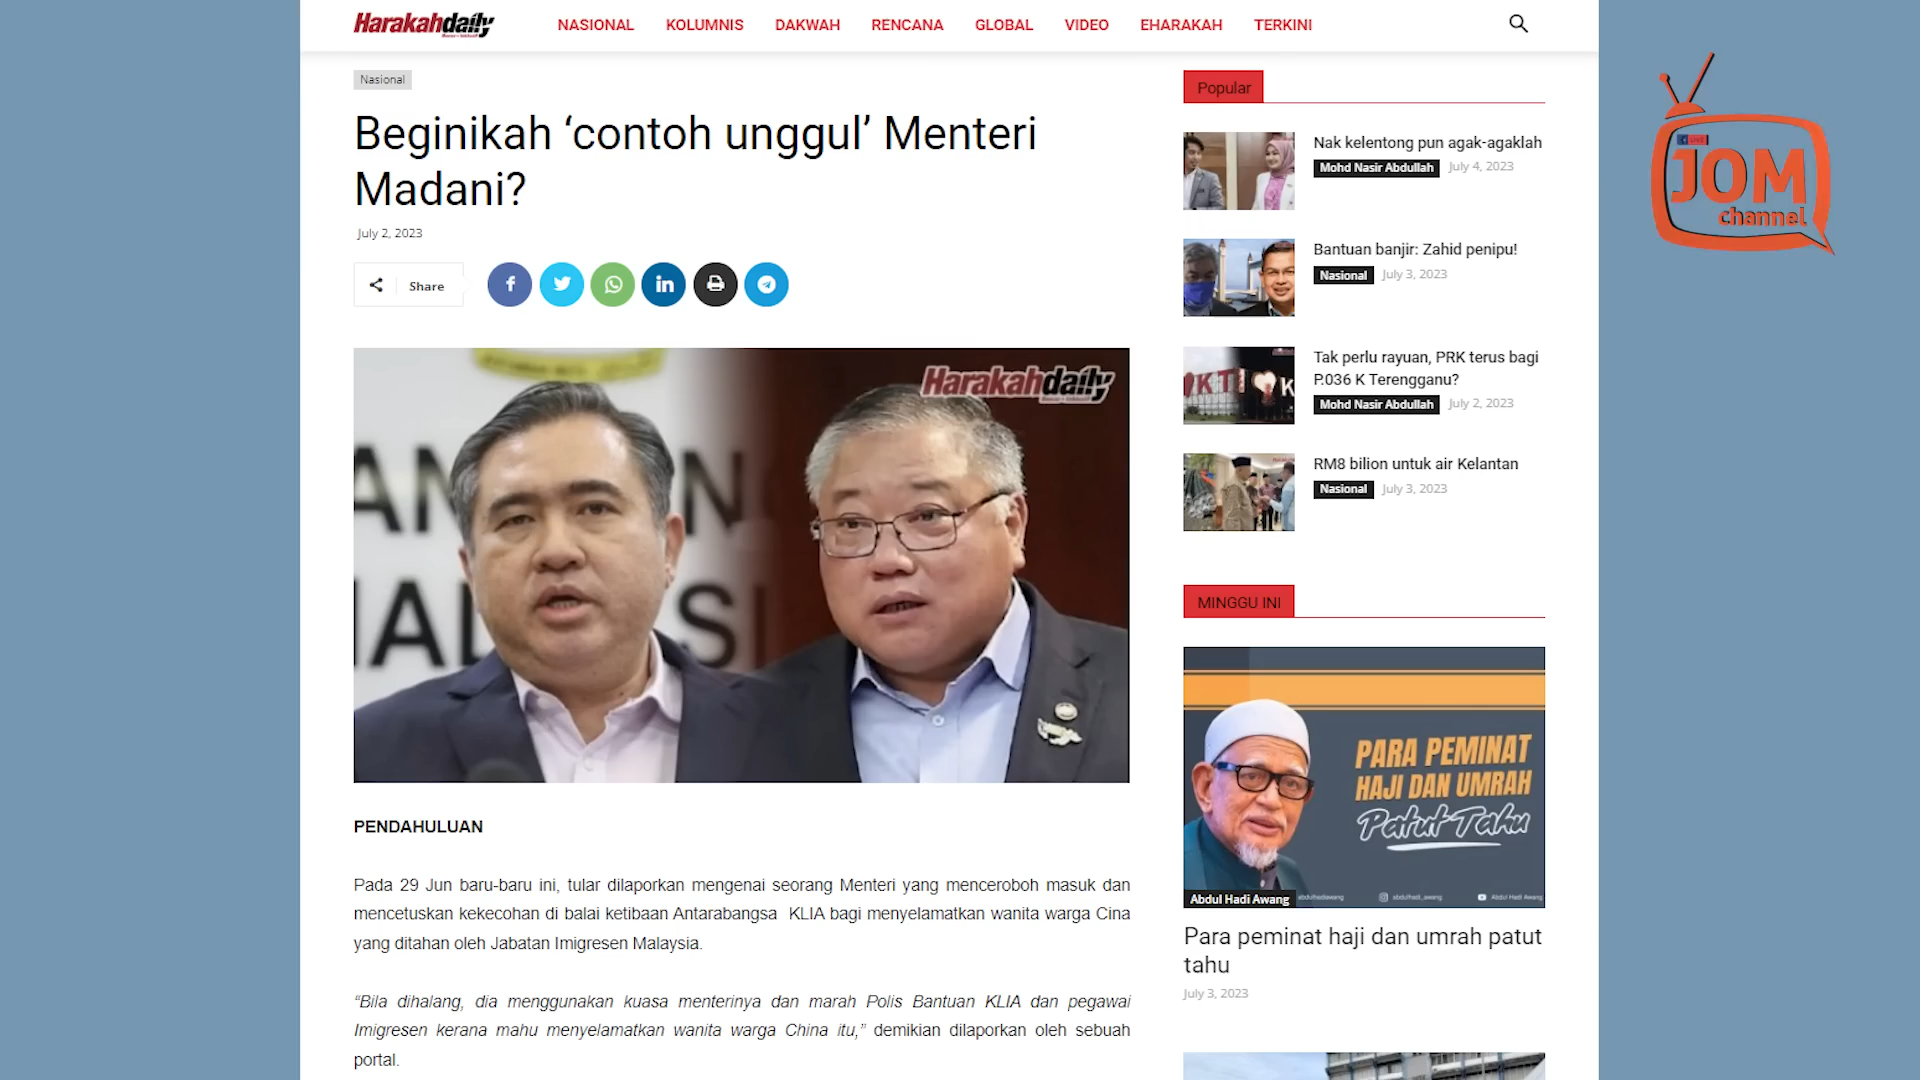 Harakahdaily
NASIONAL KOLUMNIS DAKWAH RENCANA GLOBAL VIDEO EHARAKAH TERKINI
Nasional
Beginikah ‘contoh unggul’ Menteri
Madani?
July 2, 2023
Share
Harakahdaily
PENDAHULUAN
Pada 29 Jun baru-baru ini, tular dilaporkan mengenai seorang Menteri yang menceroboh masuk dan
mencetuskan kekecohan di balai ketibaan Antarabangsa KLIA bagi menyelamatkan wanita warga Cina
yang ditahan oleh Jabatan Imigresen Malaysia.
“Bila dihalang, dia menggunakan kuasa menterinya dan marah Polis Bantuan KLIA dan pegawai
Imigresen kerana mahu menyelamatkan wanita warga China itu,” demikian dilaporkan oleh sebuah
portal.
Popular
Nak kelentong pun agak-agaklah
Mohd Nasir Abdullah July 4, 2023
Bantuan banjir: Zahid penipu!
Nasional July 3, 2023
Tak perlu rayuan, PRK terus bagi
P.036 K Terengganu?
Mohd Nasir Abdullah July 2, 2023
RM8 bilion untuk air Kelantan
Nasional July 3, 2023
MINGGU INI
PARA PEMINAT
HAJI DAN UMRAH
Patut Tahu
Abdul Hadi Awang
Para peminat haji dan umrah patut
tahu
July 3, 2023
JOM
channel